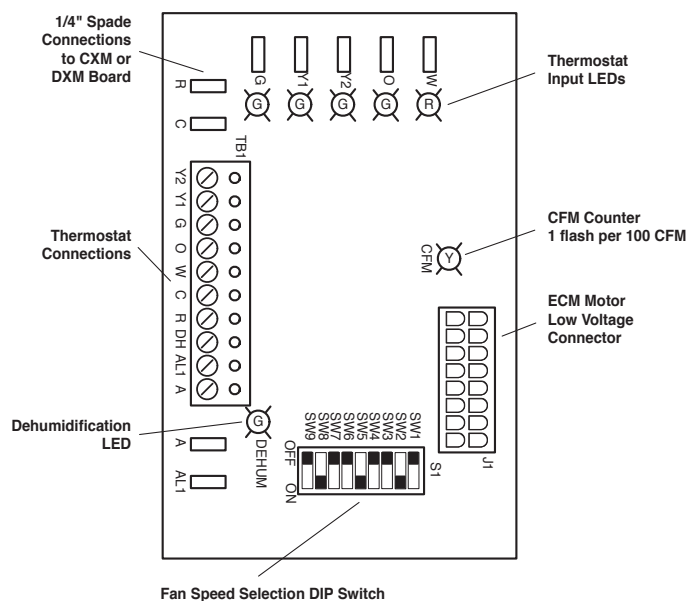 1/4" Spade
Connections
to CXM or
DXM Board
R
C
G
Y1
Y2
O
W
G
G
G
G
R
Thermostat
Input LEDs
TB1
Y2
Y1
G
O
W
C
R
DH
AL1
A
Thermostat
Connections
CFM
Y
CFM Counter
1 flash per 100 CFM
ECM Motor
Low Voltage
Connector
J1
Dehumidification
LED
G
DEHUM
A
AL1
SW9
SW8
SW7
SW6
SW5
SW4
SW3
SW2
SW1
OFF
ON
S1
Fan Speed Selection DIP Switch